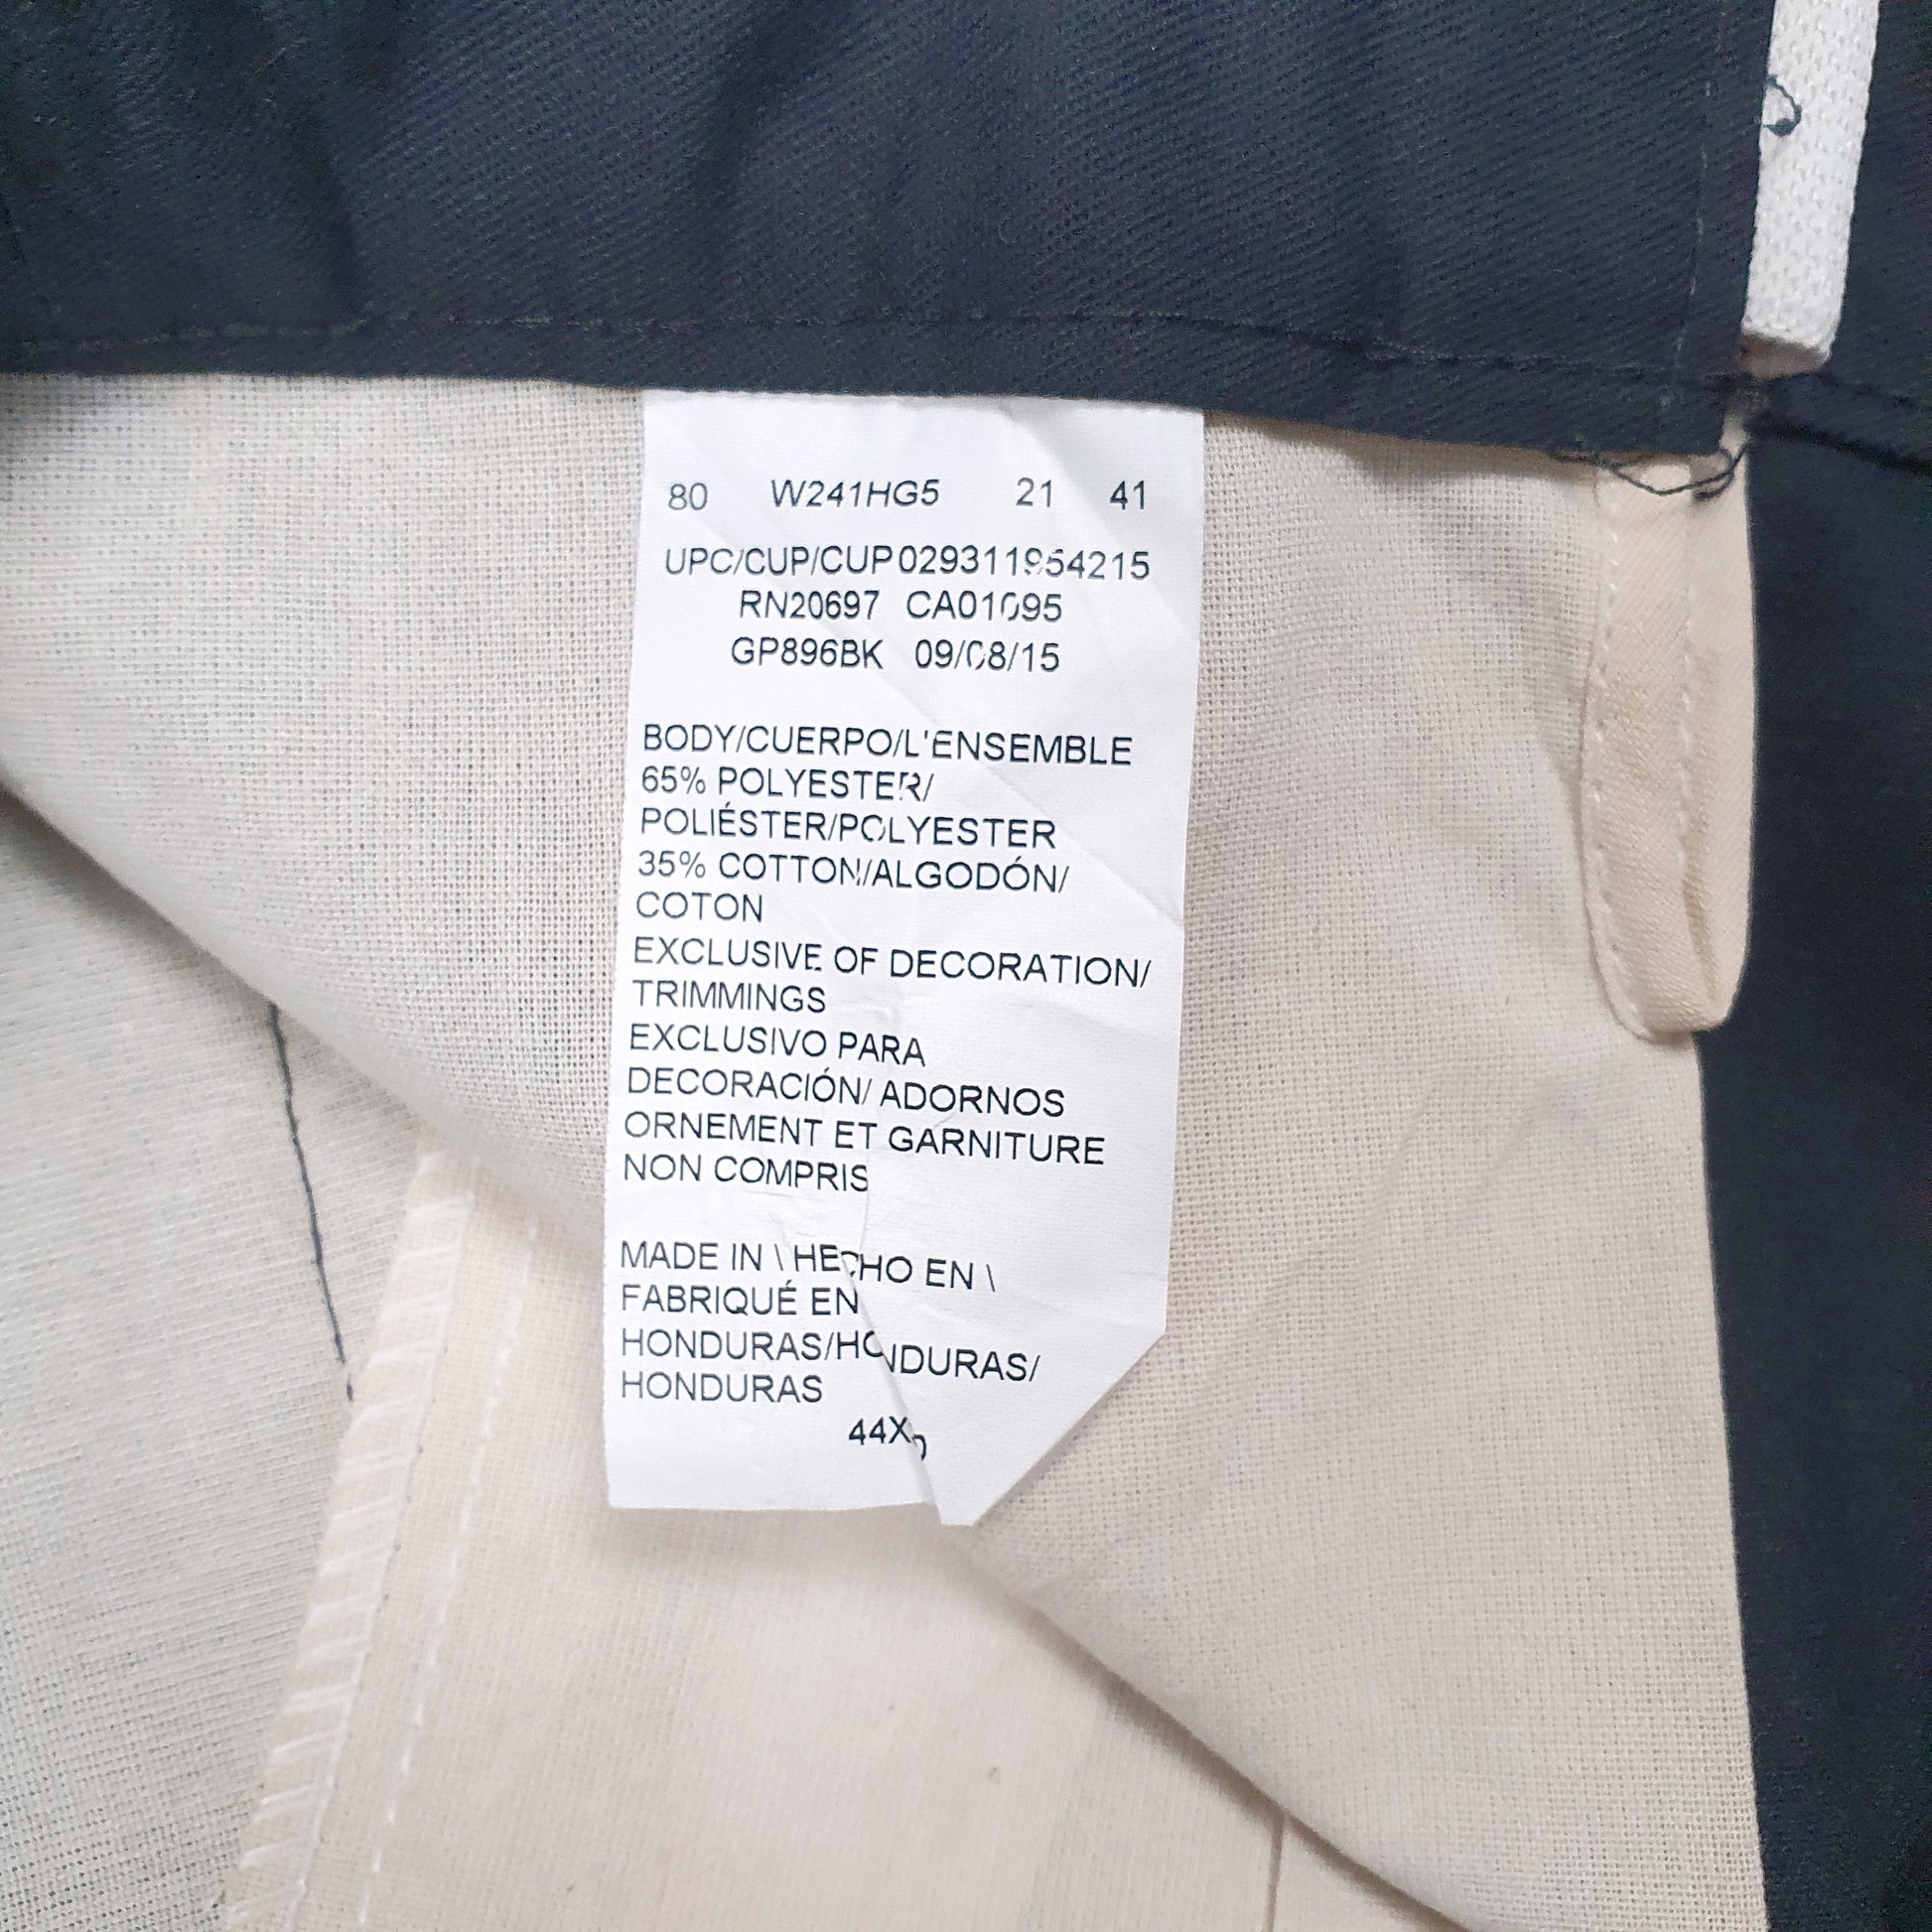 80 W241HG5 21 41
UPC/CUP/CUP 029311954215
RN20697 CA01095
GP896BK 09/08/15
BODY/CUERPO/L'ENSEMBLE
65% POLYESTER/
POLIÉSTER/POLYESTER
35% COTTON/ALGODÓN/
COTON
EXCLUSIVE OF DECORATION/
TRIMMINGS
EXCLUSIVO PARA
DECORACIÓN/ ADORNOS
ORNEMENT ET GARNITURE
NON COMPRIS
MADE IN \ HECHO EN \
FABRIQUÉ EN
HONDURAS/HONDURAS/
HONDURAS